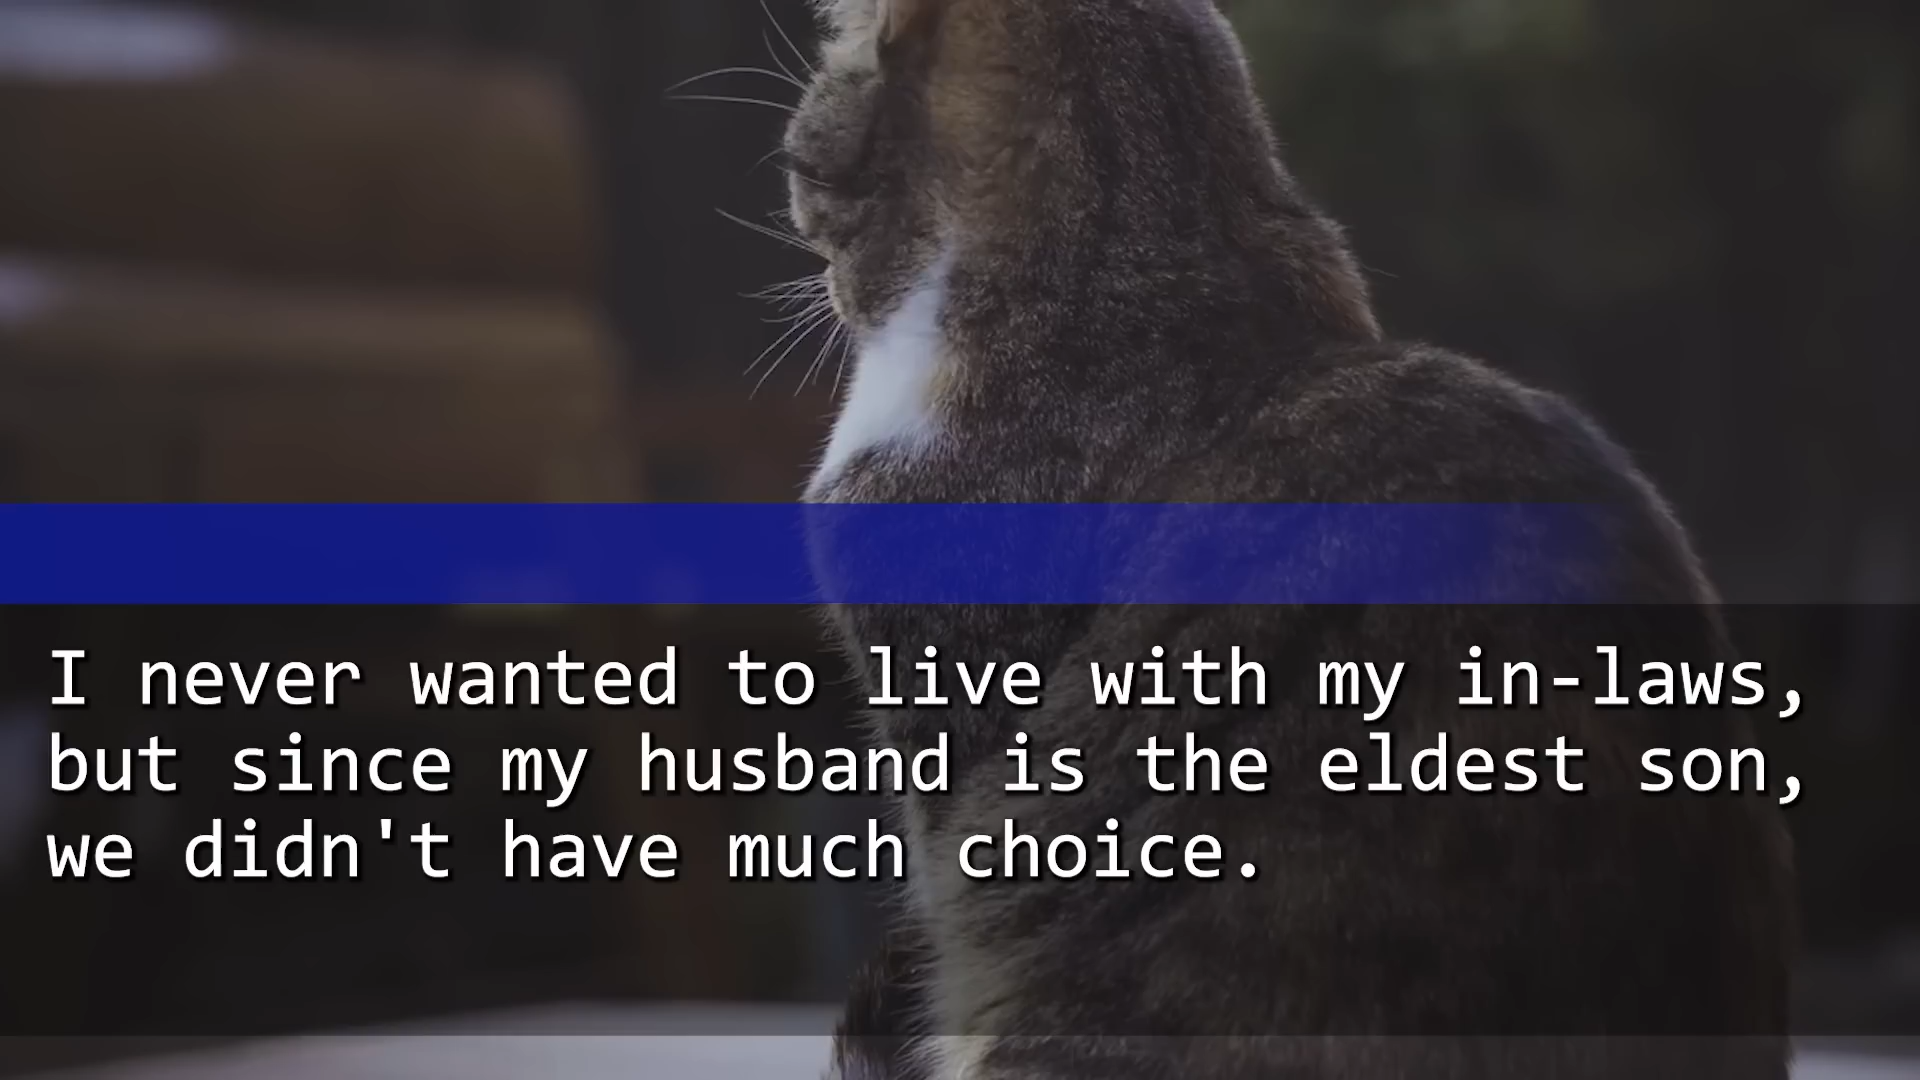 I never wanted to live with my in-laws,
but since my husband is the eldest son,
we didn't have much choice.